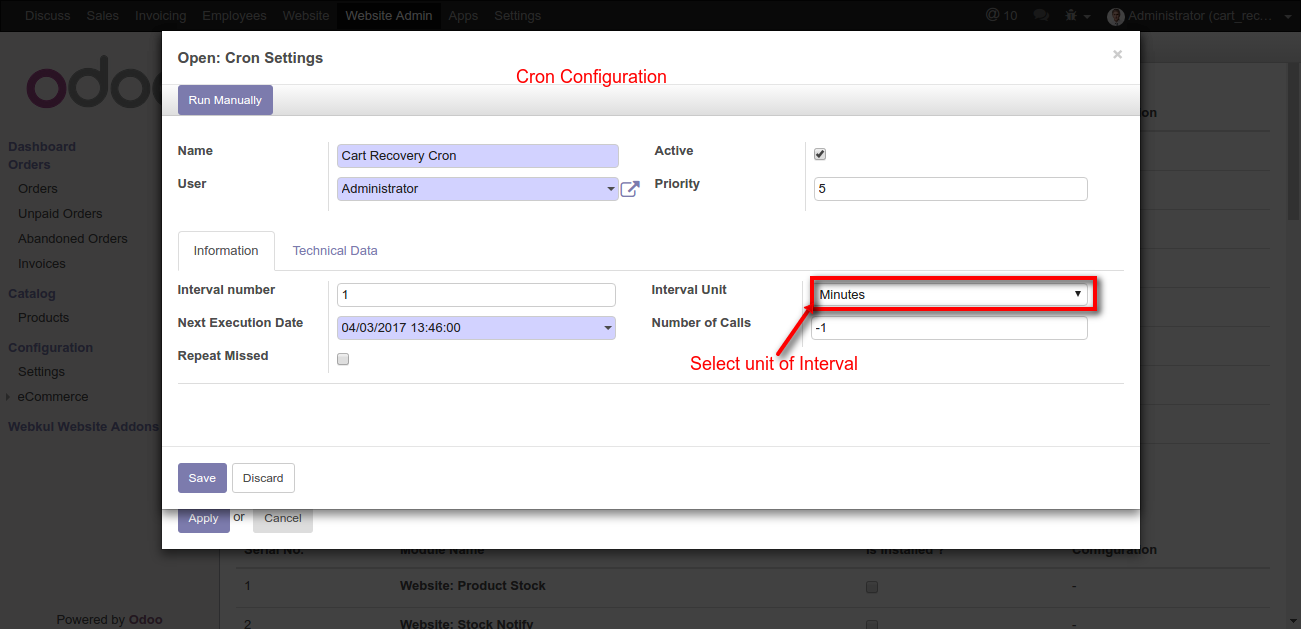 Discuss Sales Invoicing Employees Website Website Admin Apps Settings @ 10 Administrator (cart_rec...
Open: Cron Settings ×
Cron Configuration
odoo
Run Manually
on
Name Cart Recovery Cron Active
User Administrator Priority 5
Dashboard
Orders
Orders
Unpaid Orders
Abandoned Orders
Invoices
Catalog
Products
Configuration
Settings
eCommerce
Webkul Website Addons
Information Technical Data
Interval number 1 Interval Unit Minutes
Next Execution Date 04/03/2017 13:46:00 Number of Calls -1
Repeat Missed
Select unit of Interval
Save Discard
Apply or Cancel
Serial No. Module Name Is Installed ? Configuration
1 Website: Product Stock -
2 Website: Stock Notify -
Powered by Odoo